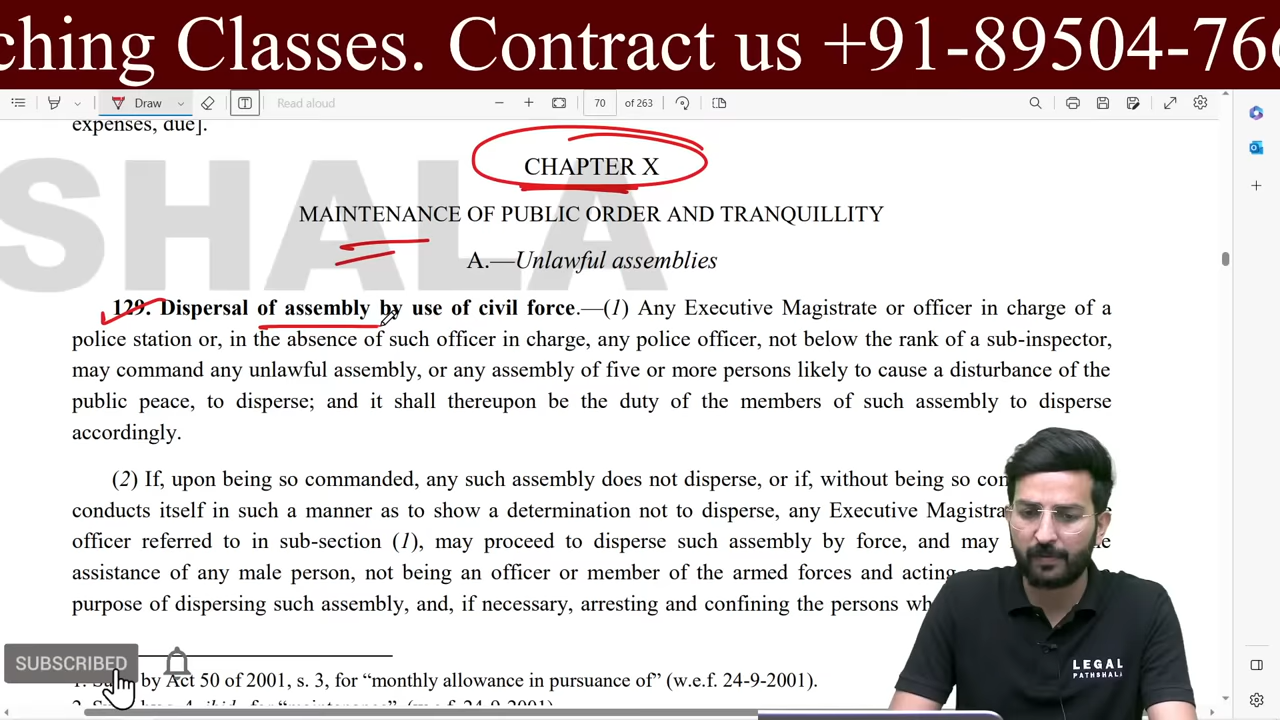 ching Classes. Contract us +91-89504-766
Draw
Read aloud
70 of 263
expenses, due].
CHAPTER X
SHALA
MAINTENANCE OF PUBLIC ORDER AND TRANQUILLITY
A.—Unlawful assemblies
129. Dispersal of assembly by use of civil force.—(1) Any Executive Magistrate or officer in charge of a
police station or, in the absence of such officer in charge, any police officer, not below the rank of a sub-inspector,
may command any unlawful assembly, or any assembly of five or more persons likely to cause a disturbance of the
public peace, to disperse; and it shall thereupon be the duty of the members of such assembly to disperse
accordingly.
(2) If, upon being so commanded, any such assembly does not disperse, or if, without being so
conducts itself in such a manner as to show a determination not to disperse, any Executive
officer referred to in sub-section (1), may proceed to disperse such assembly by force, and may
assistance of any male person, not being an officer or member of the armed forces and acting
purpose of dispersing such assembly, and, if necessary, arresting and confining the persons
SUBSCRIBED
by Act 50 of 2001, s. 3, for “monthly allowance in pursuance of” (w.e.f. 24-9-2001).
LEGAL
PATHSHALA